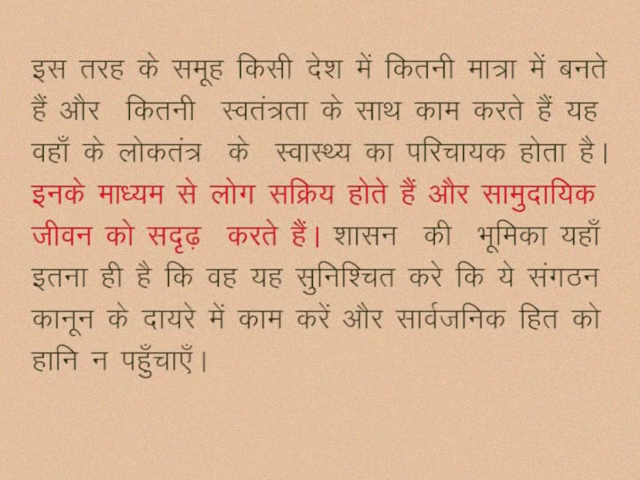 इस तरह के समूह किसी देश में कितनी मात्रा में बनते
हैं और कितनी स्वतंत्रता के साथ काम करते हैं यह
वहाँ के लोकतंत्र के स्वास्थ्य का परिचायक होता है।
इनके माध्यम से लोग सक्रिय होते हैं और सामुदायिक
जीवन को सदृढ़ करते हैं। शासन की भूमिका यहाँ
इतना ही है कि वह यह सुनिश्चित करे कि ये संगठन
कानून के दायरे में काम करें और सार्वजनिक हित को
हानि न पहुँचाएँ।